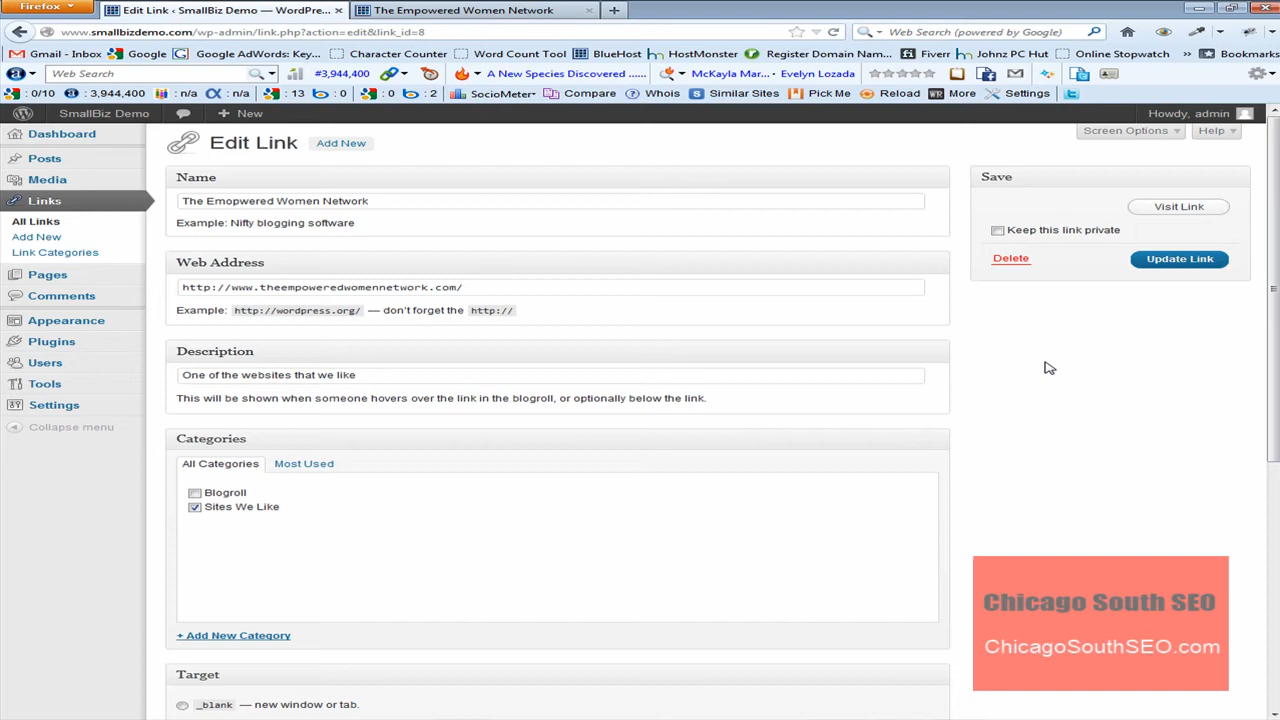 Firefox
Edit Link ‹ SmallBiz Demo — WordPre...
The Empowered Women Network
www.smallbizdemo.com/wp-admin/link.php?action=edit&link_id=8
Web Search (powered by Google)
Gmail - Inbox
Google
Google AdWords: Key...
Character Counter
Word Count Tool
BlueHost
HostMonster
Register Domain Nam...
Fiverr
Johnz PC Hut
Online Stopwatch
Bookmarks
Web Search
#3,944,400
A New Species Discovered ......
McKayla Mar...
Evelyn Lozada
0/10
: 3,944,400
: n/a
: n/a
: 13
: 0
: 0
: 2
SocioMeter
Compare
Whois
Similar Sites
Pick Me
Reload
More
Settings
SmallBiz Demo
New
Howdy, admin
Screen Options
Help
Dashboard
Posts
Media
Links
All Links
Add New
Link Categories
Pages
Comments
Appearance
Plugins
Users
Tools
Settings
Collapse menu
Edit Link
Add New
Name
The Emopwered Women Network
Example: Nifty blogging software
Web Address
http://www.theempoweredwomennetwork.com/
Example: http://wordpress.org/ — don't forget the http://
Description
One of the websites that we like
This will be shown when someone hovers over the link in the blogroll, or optionally below the link.
Categories
All Categories
Most Used
Blogroll
Sites We Like
+ Add New Category
Target
_blank — new window or tab.
Save
Visit Link
Keep this link private
Delete
Update Link
Chicago South SEO
ChicagoSouthSEO.com